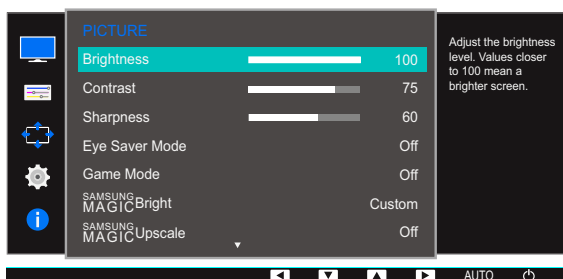 PICTURE
Brightness 100
Contrast 75
Sharpness 60
Eye Saver Mode Off
Game Mode Off
SAMSUNG
MAGICBright Custom
SAMSUNG
MAGICUpscale Off
Adjust the brightness
level. Values closer
to 100 mean a
brighter screen.
AUTO